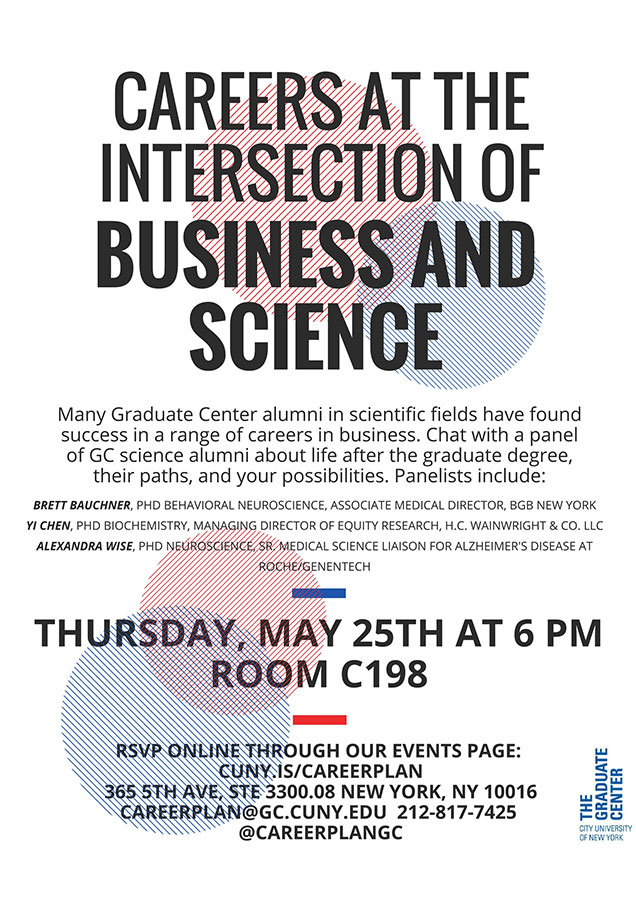 CAREERS AT THE
INTERSECTION OF
BUSINESS AND
SCIENCE
Many Graduate Center alumni in scientific fields have found
success in a range of careers in business. Chat with a panel
of GC science alumni about life after the graduate degree,
their paths, and your possibilities. Panelists include:
BRETT BAUCHNER, PHD BEHAVIORAL NEUROSCIENCE, ASSOCIATE MEDICAL DIRECTOR, BGB NEW YORK
YI CHEN, PHD BIOCHEMISTRY, MANAGING DIRECTOR OF EQUITY RESEARCH, H.C. WAINWRIGHT & CO. LLC
ALEXANDRA WISE, PHD NEUROSCIENCE, SR. MEDICAL SCIENCE LIAISON FOR ALZHEIMER'S DISEASE AT
ROCHE/GENENTECH
THURSDAY, MAY 25TH AT 6 PM
ROOM C198
RSVP ONLINE THROUGH OUR EVENTS PAGE:
CUNY.IS/CAREERPLAN
365 5TH AVE, STE 3300.08 NEW YORK, NY 10016
CAREERPLAN@GC.CUNY.EDU 212-817-7425
@CAREERPLANGC
THE
GRADUATE
CENTER
CITY UNIVERSITY
OF NEW YORK